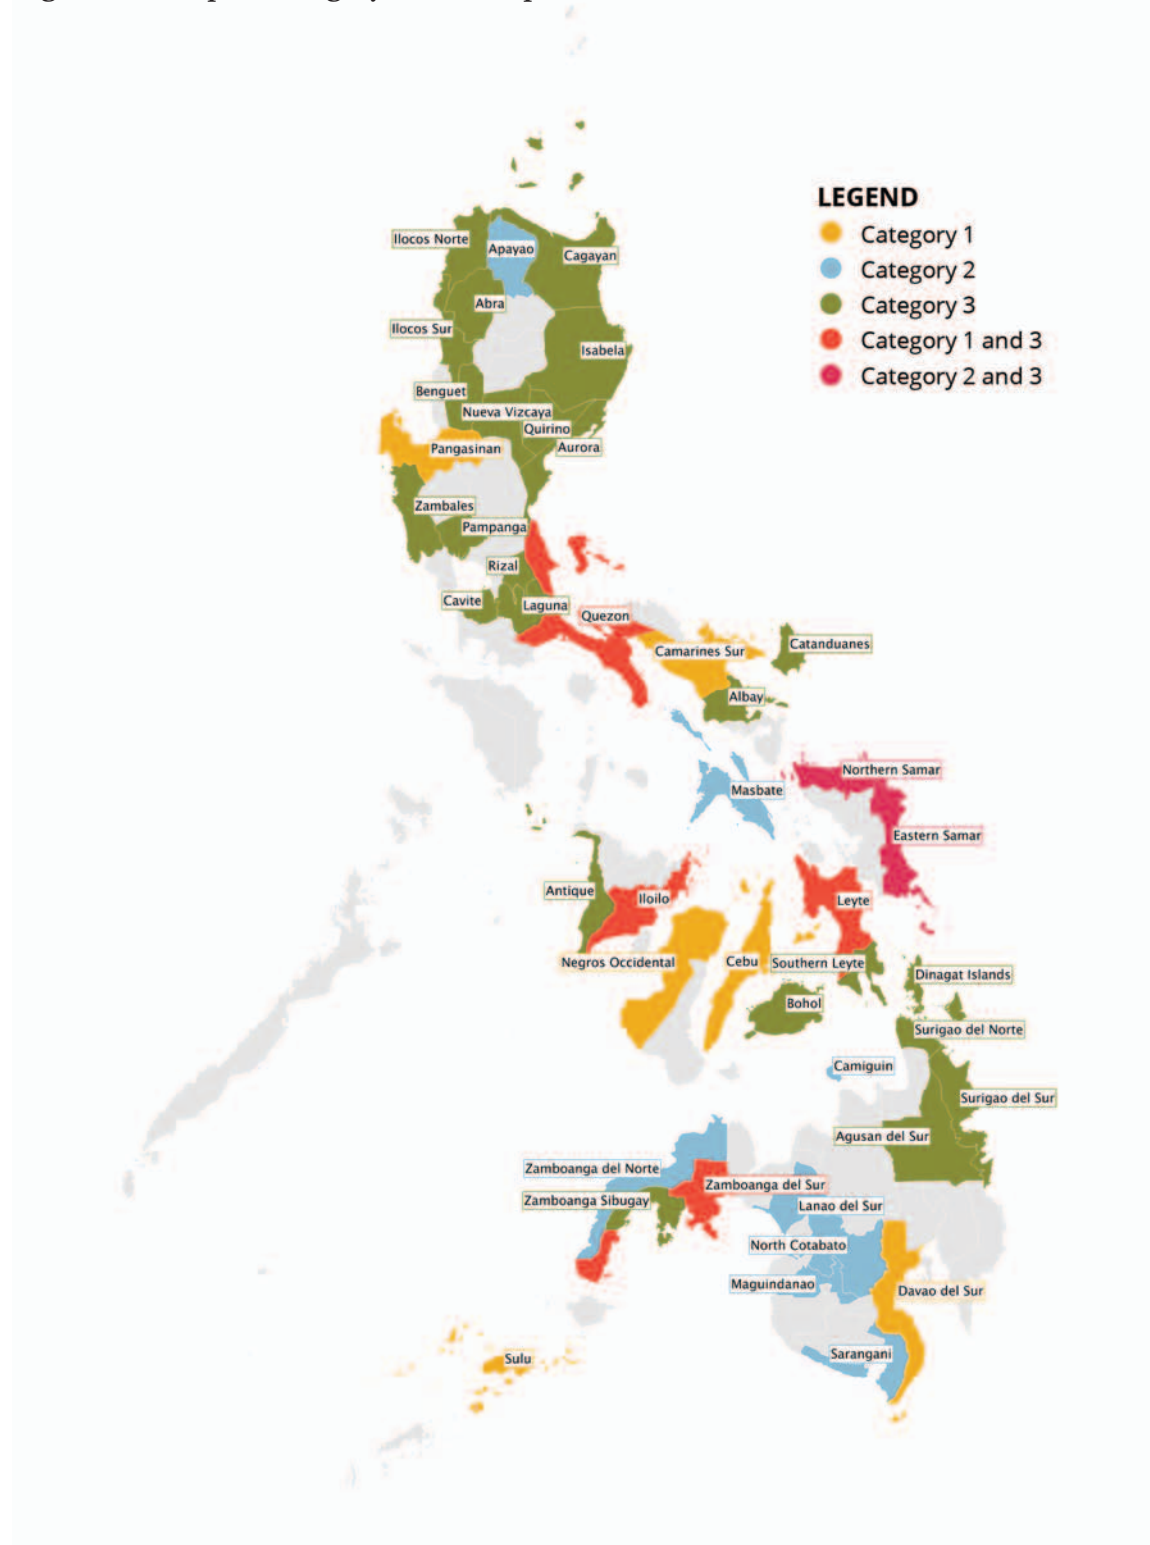 LEGEND
Category 1
Category 2
Category 3
Category 1 and 3
Category 2 and 3
Ilocos Norte
Apayao
Cagayan
Abra
Ilocos Sur
Isabela
Benguet
Nueva Vizcaya
Quirino
Aurora
Pangasinan
Zambales
Pampanga
Rizal
Cavite
Laguna
Quezon
Catanduanes
Camarines Sur
Albay
Northern Samar
Masbate
Eastern Samar
Antique
Iloilo
Leyte
Negros Occidental
Cebu
Southern Leyte
Dinagat Islands
Bohol
Surigao del Norte
Camiguin
Surigao del Sur
Agusan del Sur
Zamboanga del Norte
Zamboanga del Sur
Zamboanga Sibugay
Lanao del Sur
North Cotabato
Maguindanao
Davao del Sur
Sarangani
Sulu